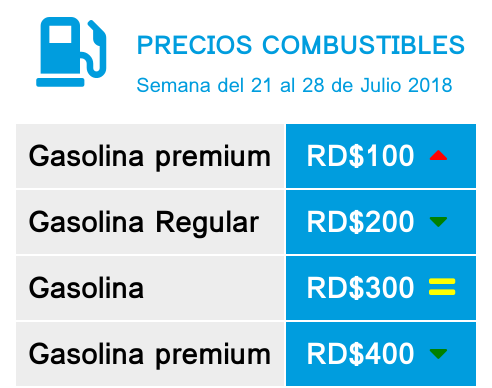 PRECIOS COMBUSTIBLES
Semana del 21 al 28 de Julio 2018
Gasolina premium RD$100
Gasolina Regular RD$200
Gasolina RD$300
Gasolina premium RD$400